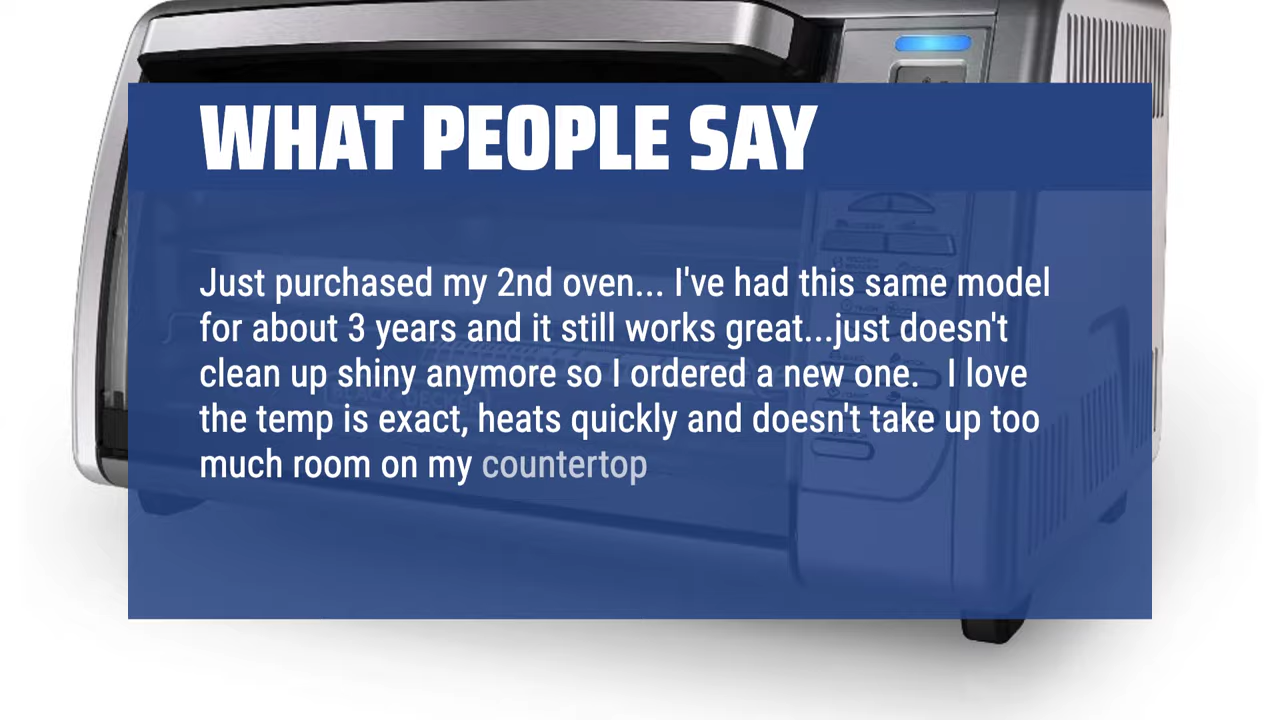 WHAT PEOPLE SAY
Just purchased my 2nd oven... I've had this same model
for about 3 years and it still works great...just doesn't
clean up shiny anymore so I ordered a new one.   I love
the temp is exact, heats quickly and doesn't take up too
much room on my countertop